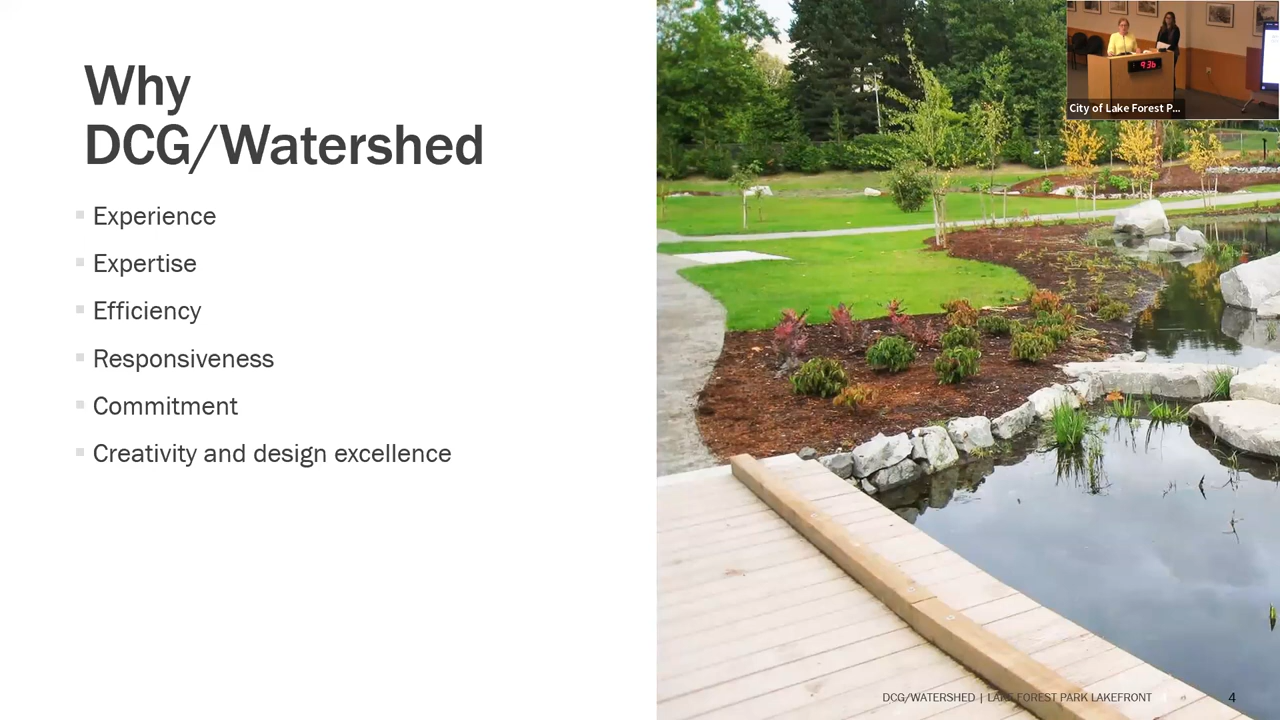 Why
DCG/Watershed
Experience
Expertise
Efficiency
Responsiveness
Commitment
Creativity and design excellence
City of Lake Forest P...
DCG/WATERSHED | LAKE FOREST PARK LAKEFRONT
4